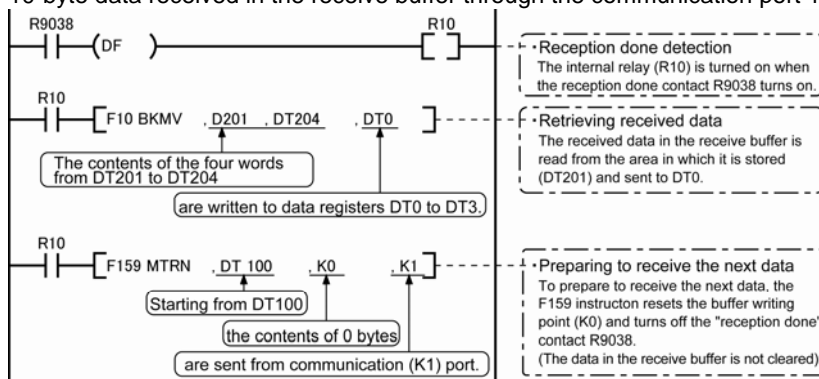 10-byte data received in the receive buffer through the communication port 1
R9038
DF
R10
Reception done detection
The internal relay (R10) is turned on when
the reception done contact R9038 turns on.
R10
F10 BKMV , D201 , DT204 , DT0
The contents of the four words
from DT201 to DT204
are written to data registers DT0 to DT3.
Retrieving received data
The received data in the receive buffer is
read from the area in which it is stored
(DT201) and sent to DT0.
R10
F159 MTRN , DT 100 , K0 , K1
Starting from DT100
the contents of 0 bytes
are sent from communication (K1) port.
Preparing to receive the next data
To prepare to receive the next data, the
F159 instructon resets the buffer writing
point (K0) and turns off the "reception done"
contact R9038.
(The data in the receive buffer is not cleared)